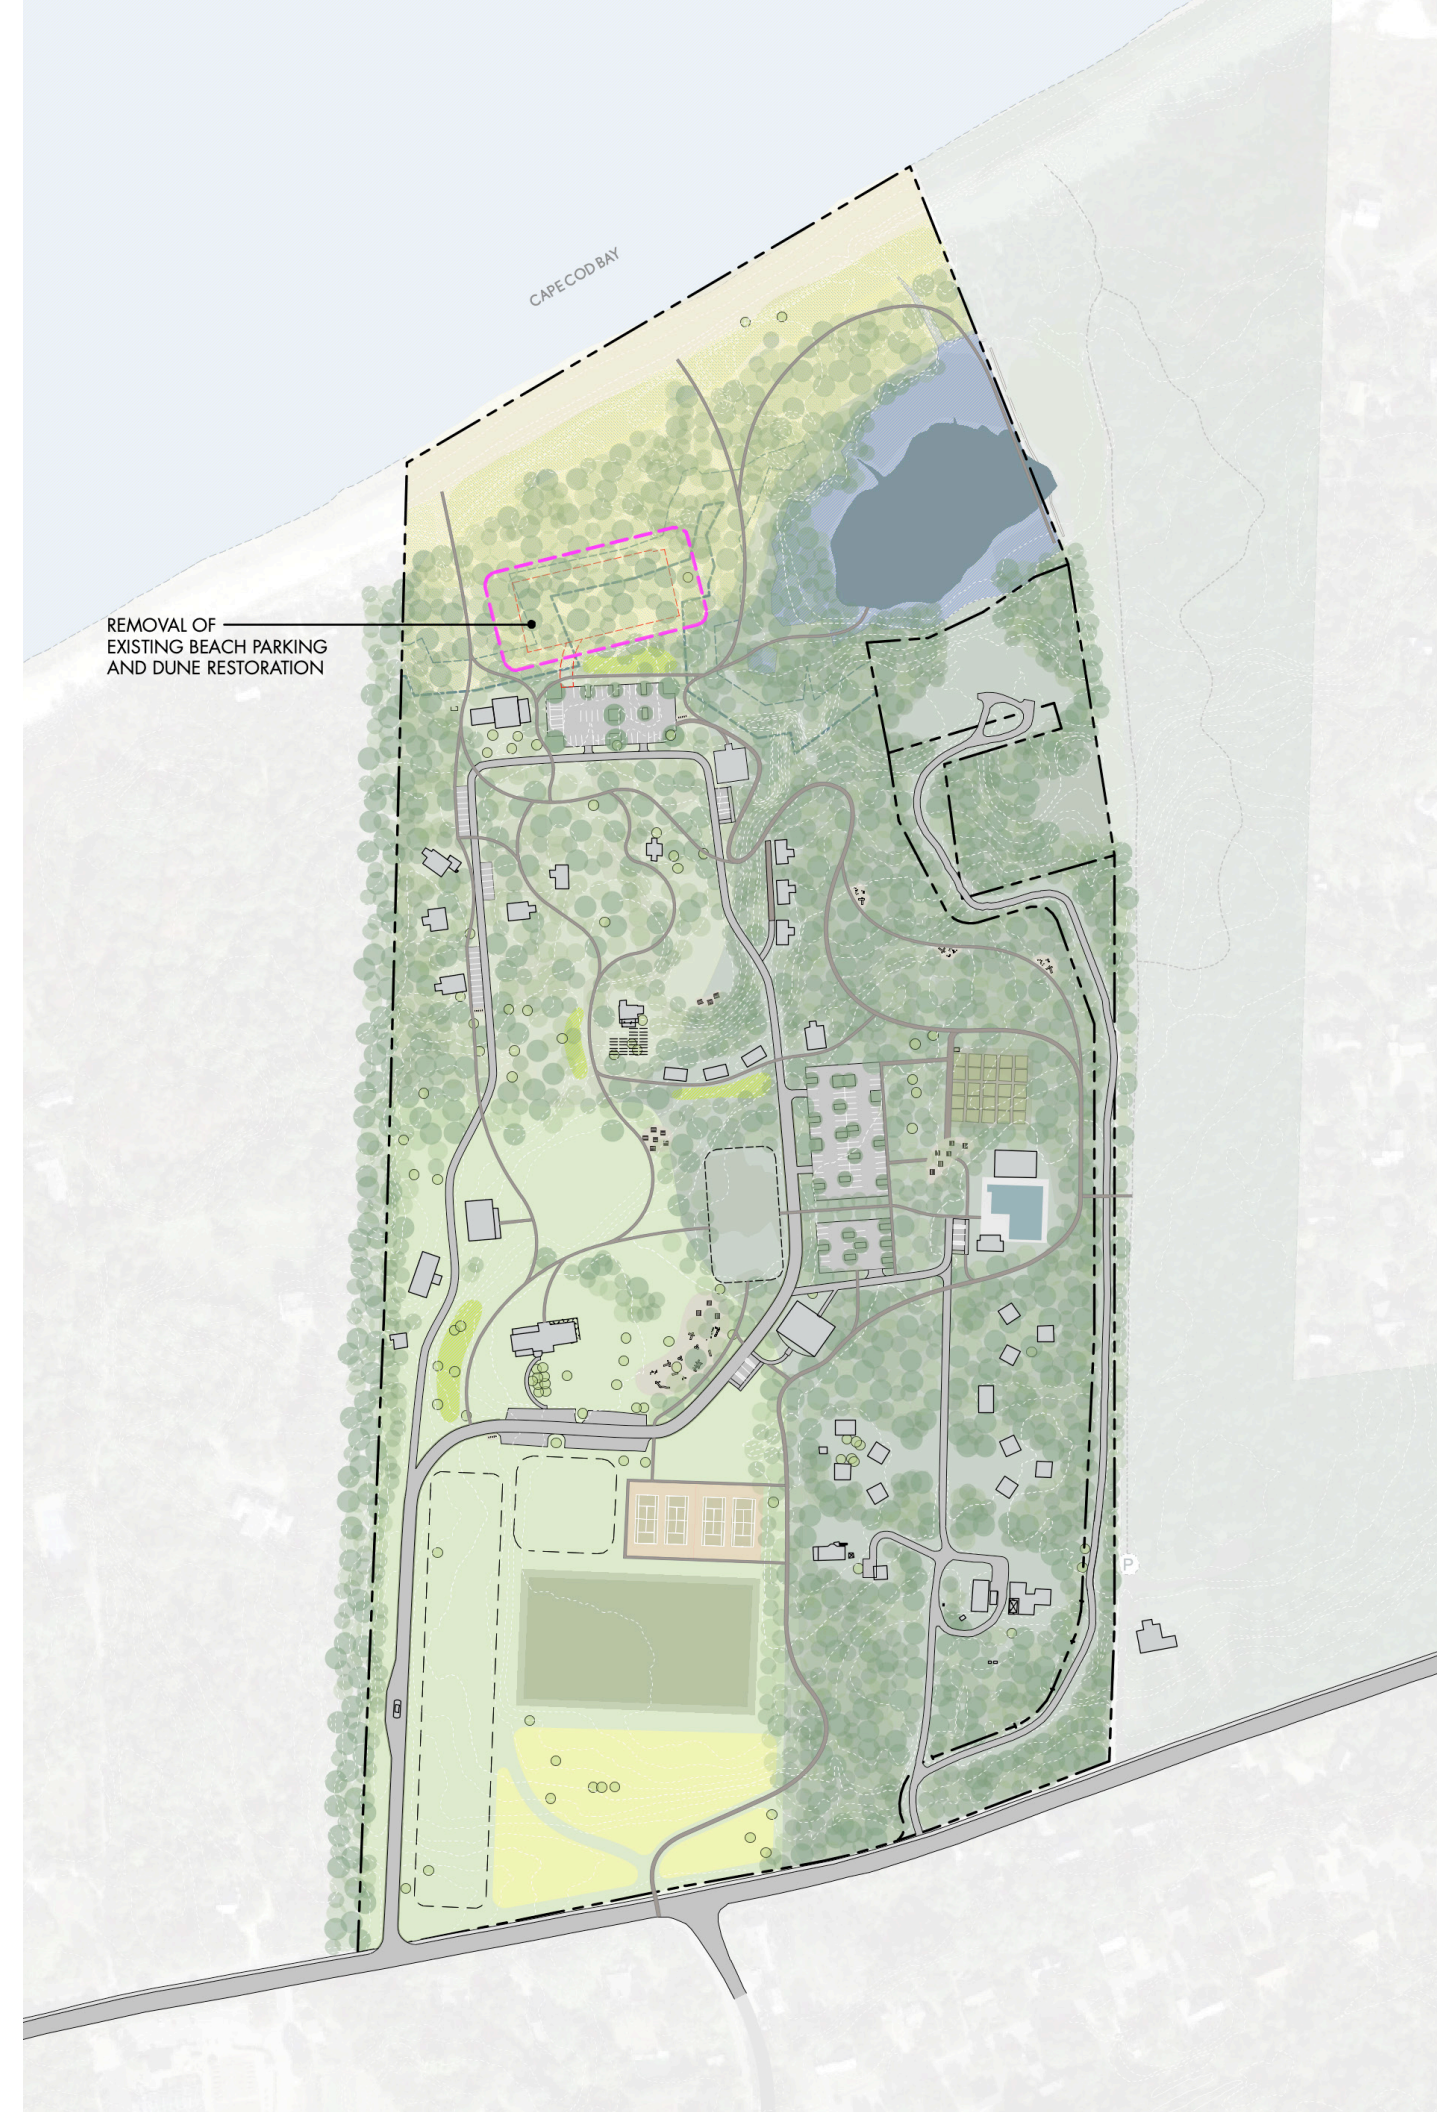 CAPE COD BAY
REMOVAL OF
EXISTING BEACH PARKING
AND DUNE RESTORATION
P